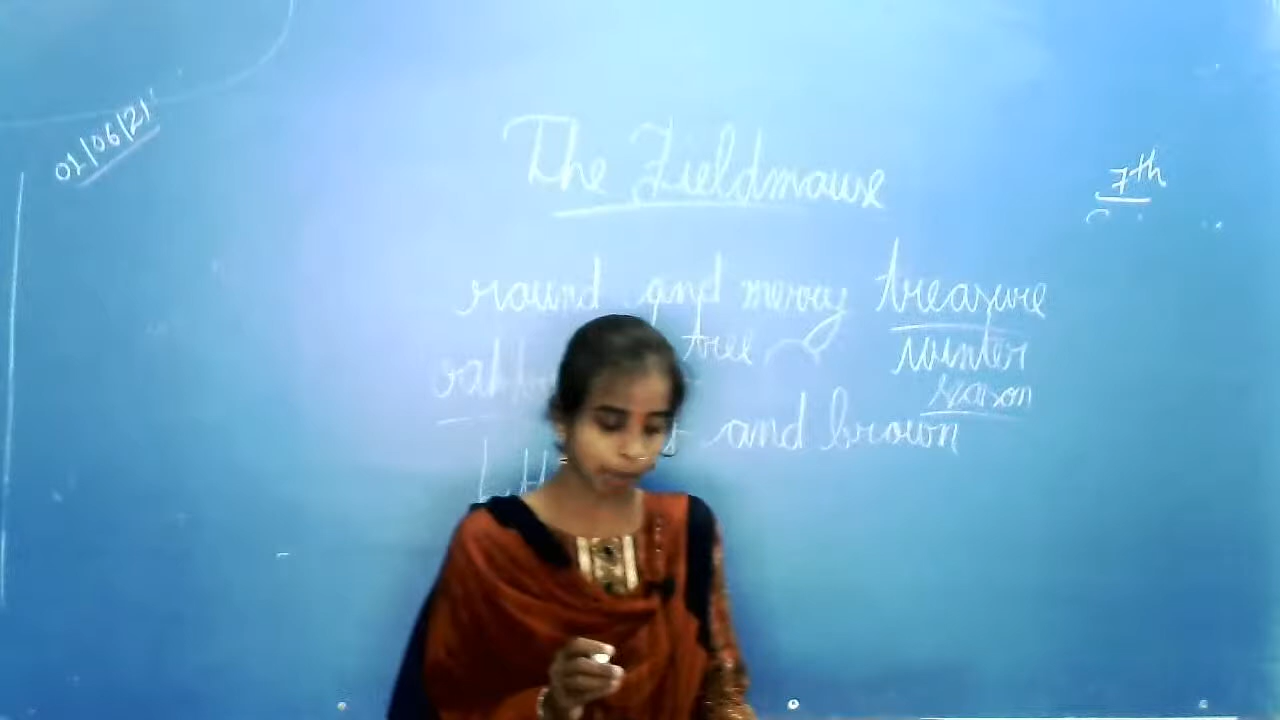 01/06/21
The Fieldmouse
7th
round and merry treasure
tree winter
season
and brown